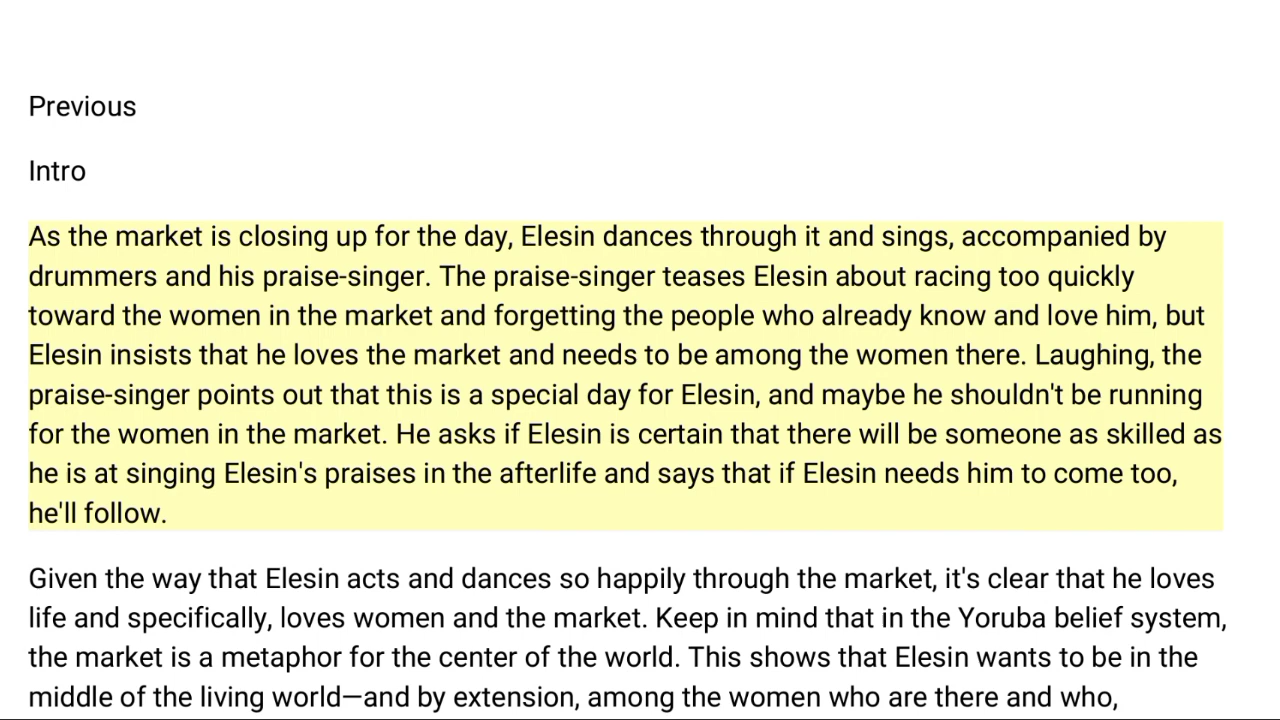 Previous
Intro
As the market is closing up for the day, Elesin dances through it and sings, accompanied by
drummers and his praise-singer. The praise-singer teases Elesin about racing too quickly
toward the women in the market and forgetting the people who already know and love him, but
Elesin insists that he loves the market and needs to be among the women there. Laughing, the
praise-singer points out that this is a special day for Elesin, and maybe he shouldn't be running
for the women in the market. He asks if Elesin is certain that there will be someone as skilled as
he is at singing Elesin's praises in the afterlife and says that if Elesin needs him to come too,
he'll follow.
Given the way that Elesin acts and dances so happily through the market, it's clear that he loves
life and specifically, loves women and the market. Keep in mind that in the Yoruba belief system,
the market is a metaphor for the center of the world. This shows that Elesin wants to be in the
middle of the living world—and by extension, among the women who are there and who,